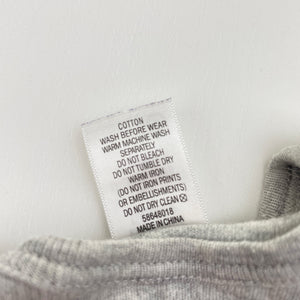 COTTON
WASH BEFORE WEAR
WARM MACHINE WASH
SEPARATELY
DO NOT BLEACH
DO NOT TUMBLE DRY
WARM IRON
(DO NOT IRON PRINTS
OR EMBELLISHMENTS)
DO NOT DRY CLEAN Ⓧ
58648018
MADE IN CHINA